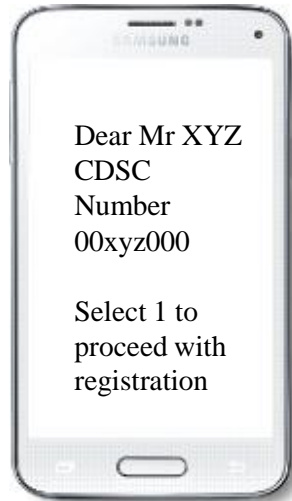 SAMSUNG
Dear Mr XYZ
CDSC
Number
00xyz000
Select 1 to
proceed with
registration